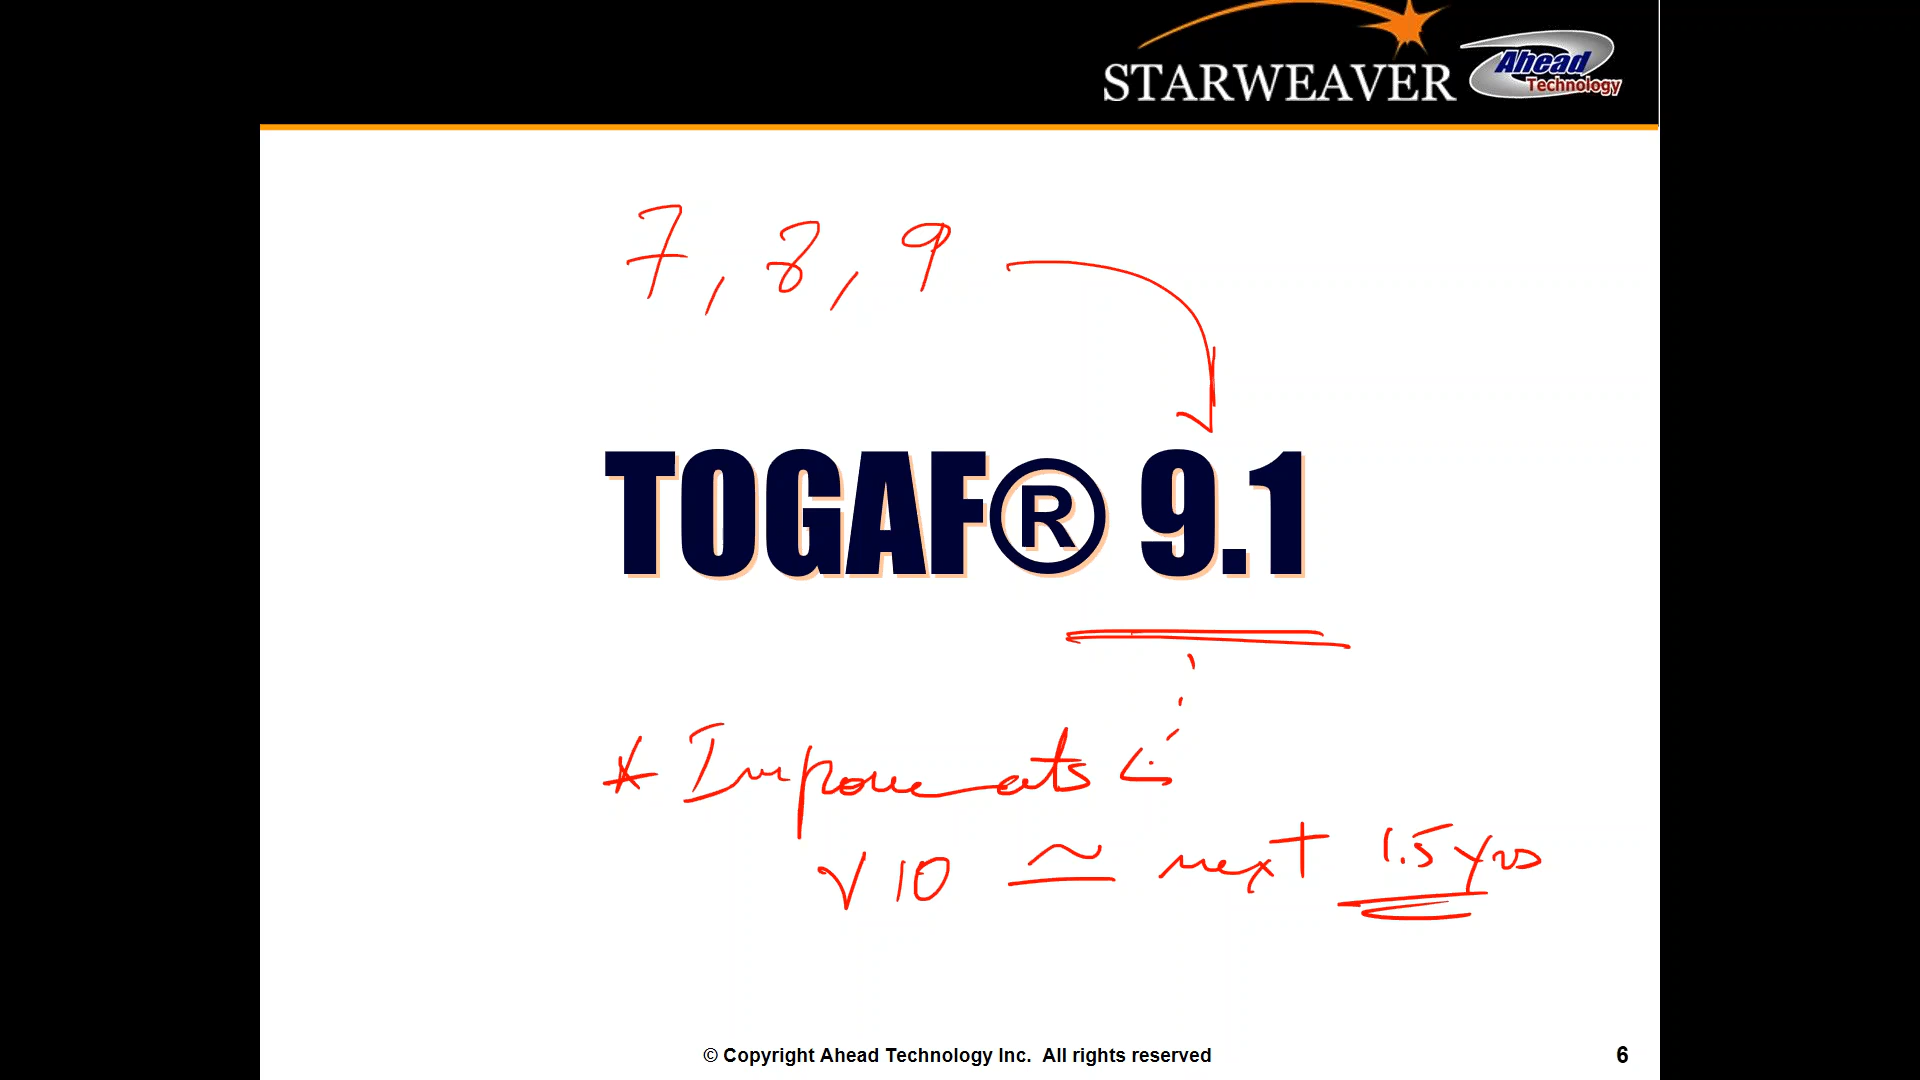 STARWEAVER
Ahead
Technology
7, 8, 9
TOGAF® 9.1
* Improvements
V 10 ≅ next 1.5 yrs
© Copyright Ahead Technology Inc. All rights reserved
6